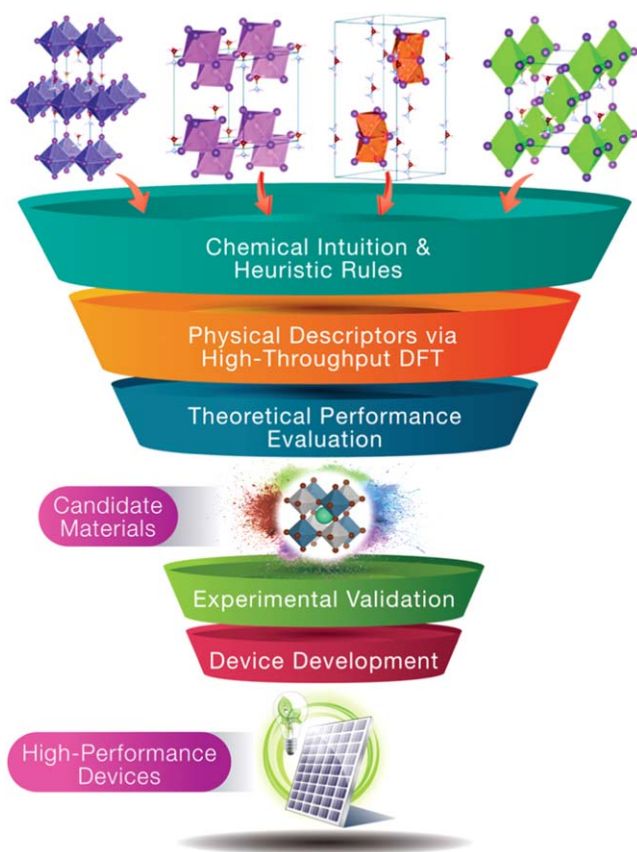 Chemical Intuition &
Heuristic Rules
Physical Descriptors via
High-Throughput DFT
Theoretical Performance
Evaluation
Candidate
Materials
Experimental Validation
Device Development
High-Performance
Devices